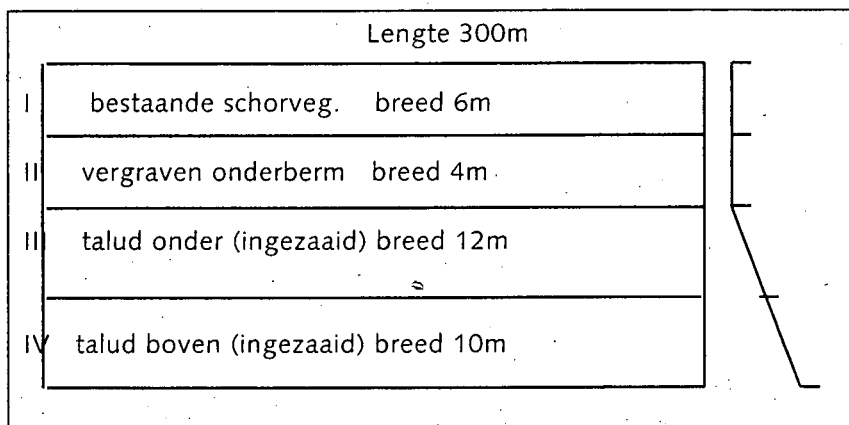 Lengte 300m
I bestaande schorveg. breed 6m
II vergraven onderberm breed 4m
III talud onder (ingezaaid) breed 12m
IV talud boven (ingezaaid) breed 10m